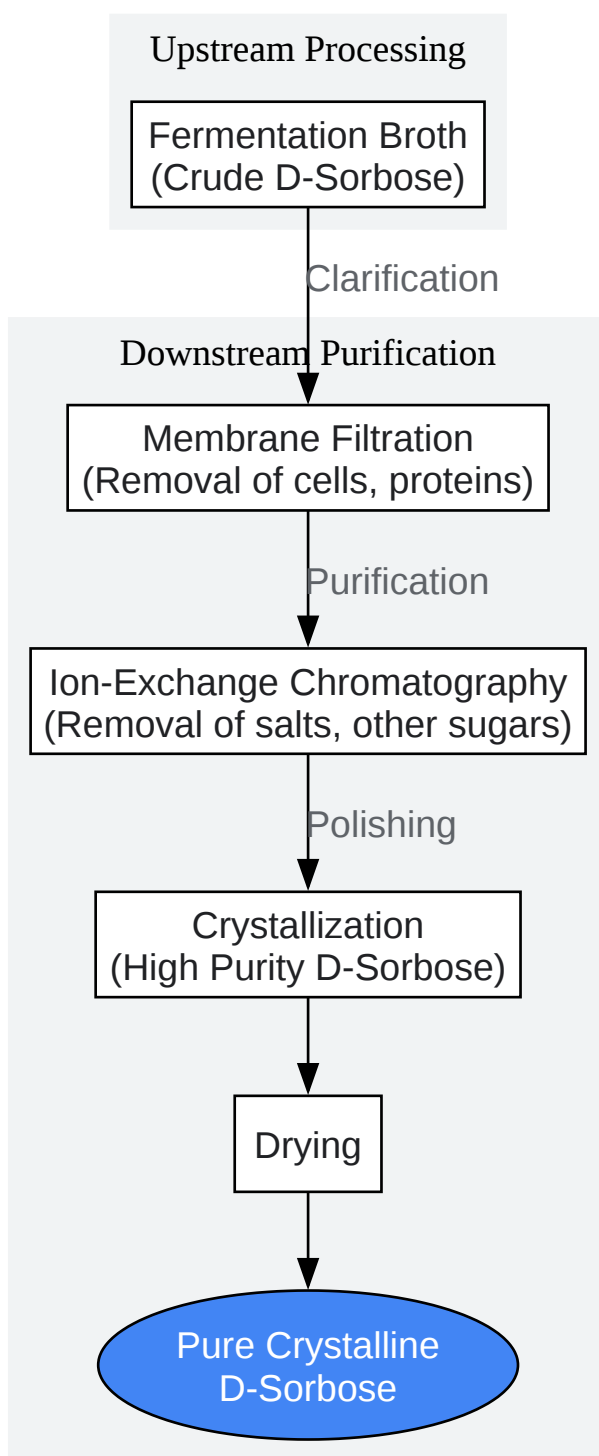 Upstream Processing
Fermentation Broth
(Crude D-Sorbose)
Clarification
Downstream Purification
Membrane Filtration
(Removal of cells, proteins)
Purification
Ion-Exchange Chromatography
(Removal of salts, other sugars)
Polishing
Crystallization
(High Purity D-Sorbose)
Drying
Pure Crystalline
D-Sorbose